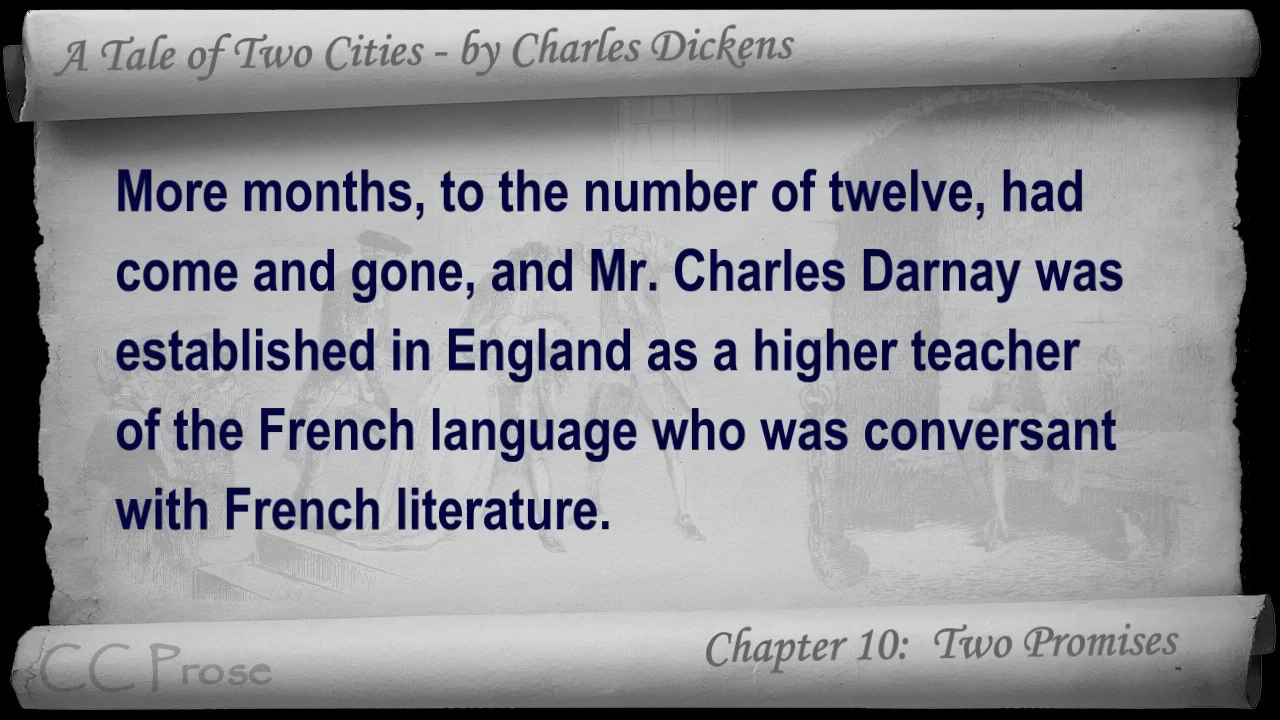 A Tale of Two Cities - by Charles Dickens
More months, to the number of twelve, had
come and gone, and Mr. Charles Darnay was
established in England as a higher teacher
of the French language who was conversant
with French literature.
CC Prose
Chapter 10: Two Promises